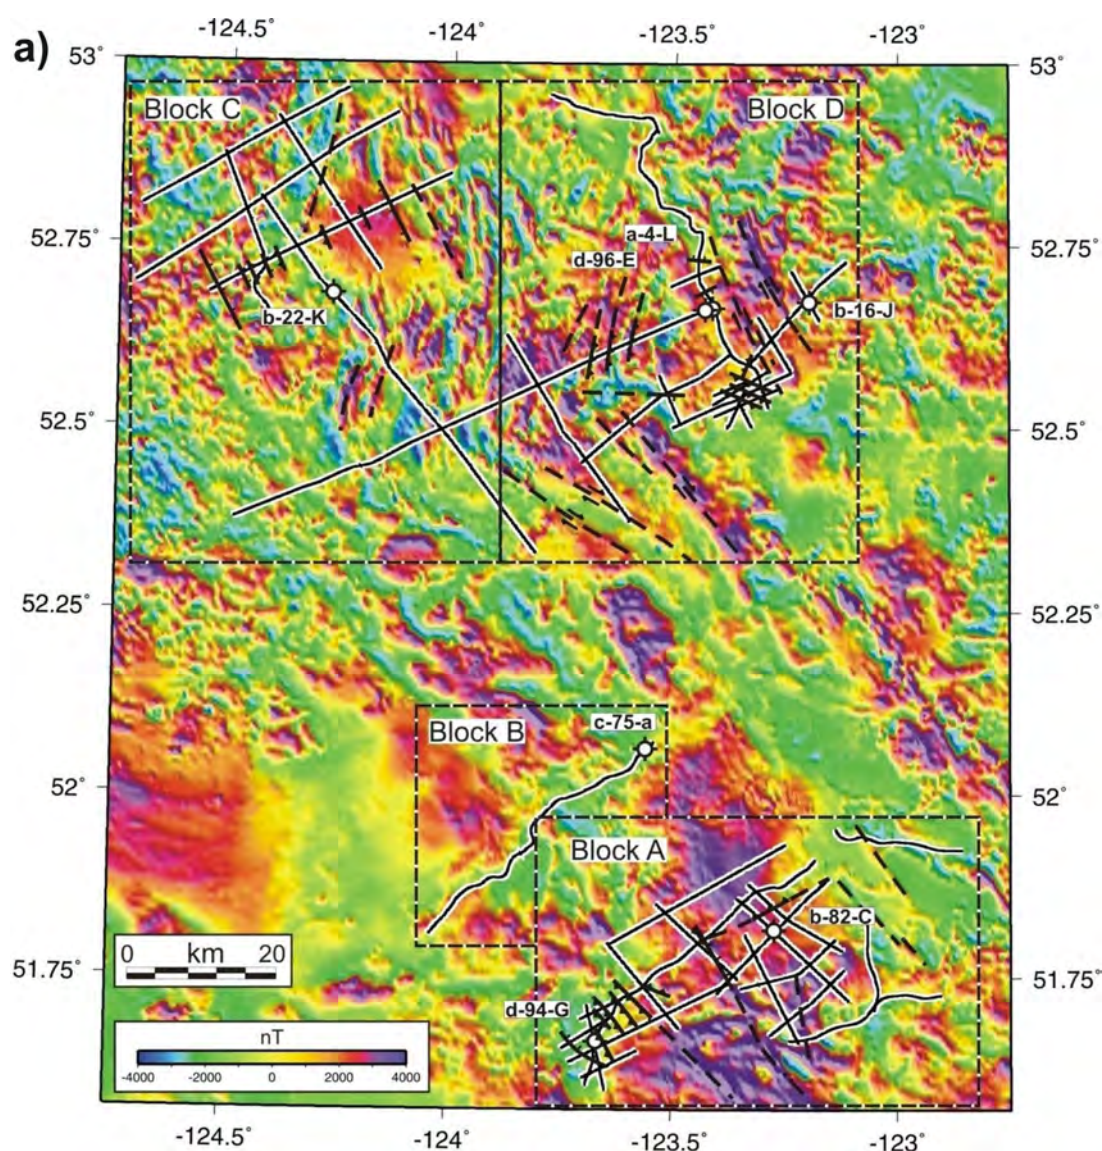 a)
-124.5°
-124°
-123.5°
-123°
53°
53°
Block C
Block D
52.75°
52.75°
a-4-L
d-96-E
b-22-K
b-16-J
52.5°
52.5°
52.25°
52.25°
c-75-a
Block B
52°
52°
Block A
b-82-C
0 km 20
51.75°
51.75°
d-94-G
nT
-4000 -2000 0 2000 4000
-124.5°
-124°
-123.5°
-123°